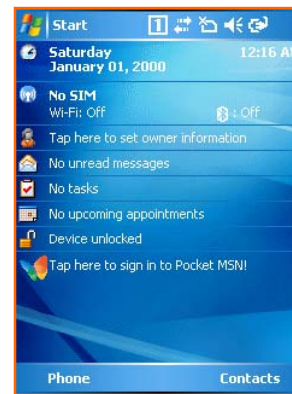 Start
1
Saturday 12:16 A
January 01, 2000
No SIM
Wi-Fi: Off : Off
Tap here to set owner information
No unread messages
No tasks
No upcoming appointments
Device unlocked
Tap here to sign in to Pocket MSN!
Phone Contacts